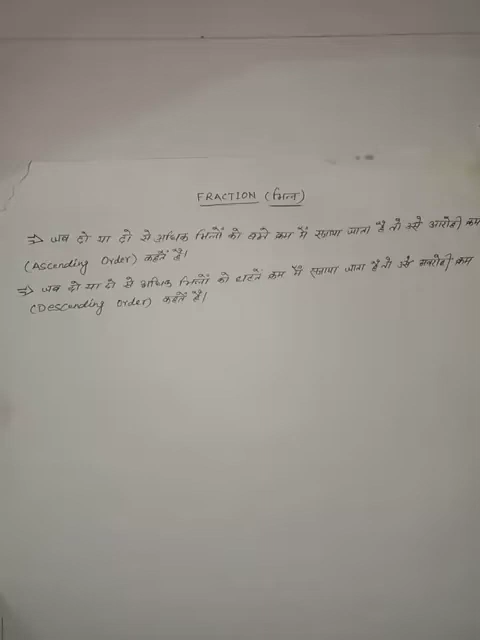 FRACTION (भिन्न)
⇒ जब दो या दो से अधिक भिन्नों को बढ़ते क्रम में सजाया जाता है तो उसे आरोही क्रम
(Ascending Order) कहतें है।
⇒ जब दो या दो से अधिक भिन्नों को घटतें क्रम में सजाया जाता है तो उसे अवरोही क्रम
(Descending Order) कहतें है।